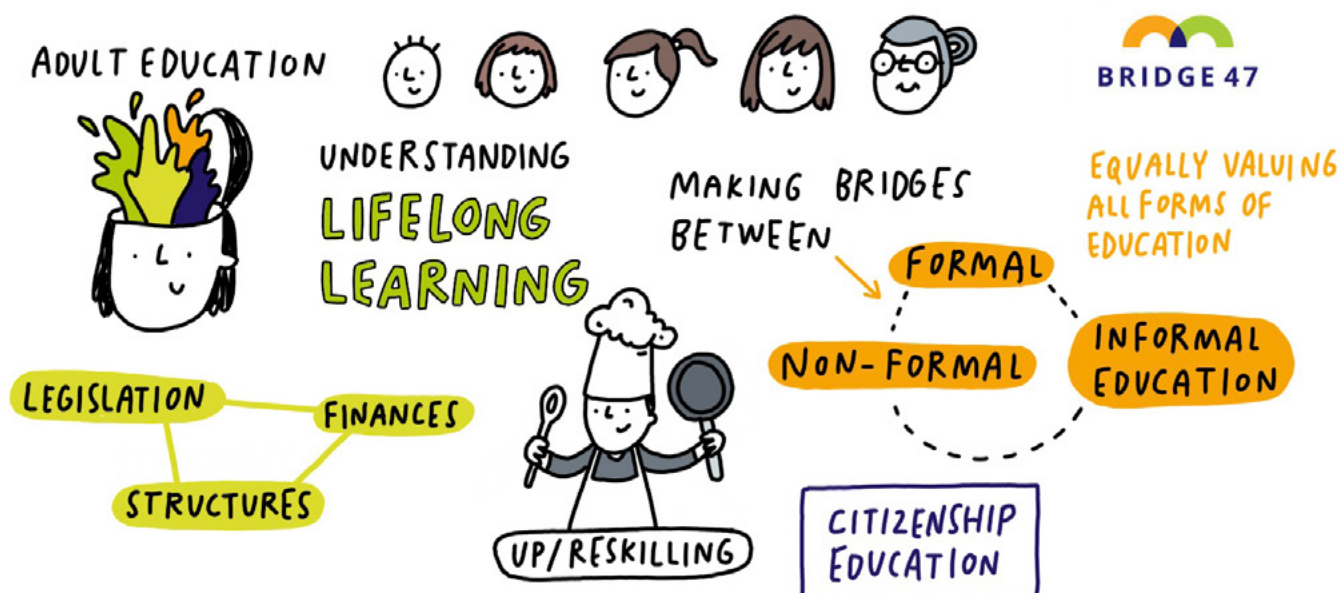 ADULT EDUCATION
BRIDGE 47
UNDERSTANDING
LIFELONG
LEARNING
MAKING BRIDGES
BETWEEN
EQUALLY VALUING
ALL FORMS OF
EDUCATION
FORMAL
NON-FORMAL
INFORMAL
EDUCATION
LEGISLATION
FINANCES
STRUCTURES
UP/RESKILLING
CITIZENSHIP
EDUCATION